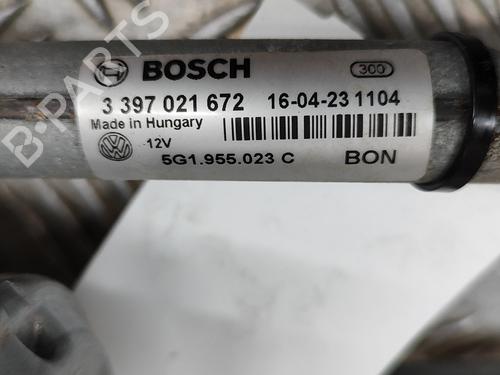 BOSCH 300
3 397 021 672 16-04-23 1104
Made in Hungary
12V
5G1.955.023 C BON
B-PARTS